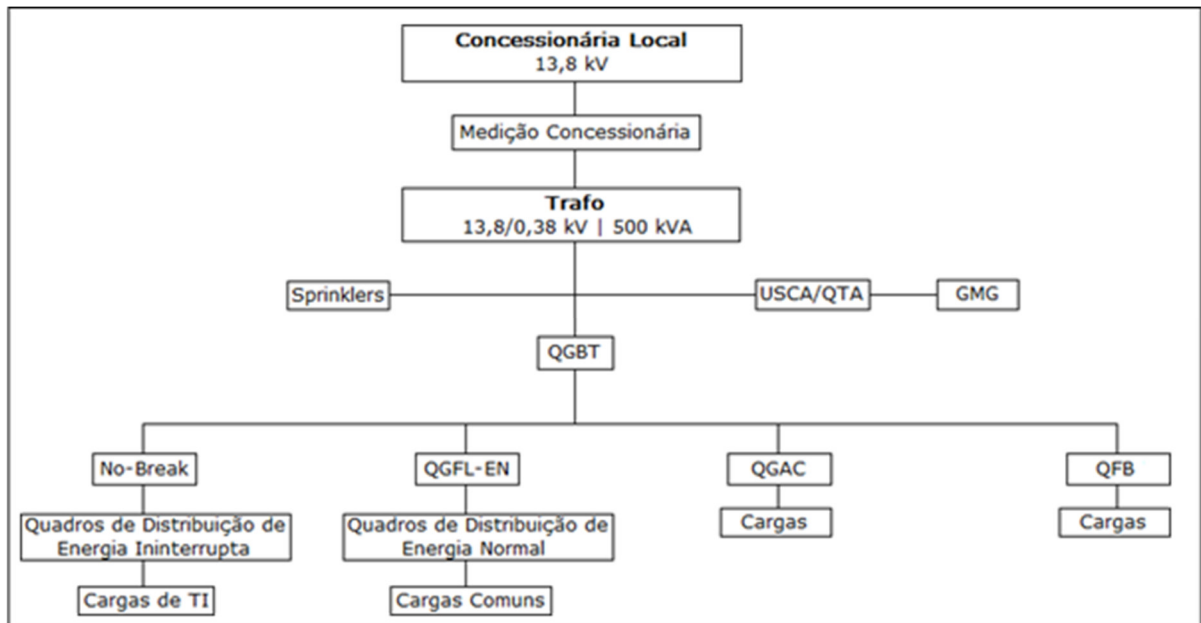 Concessionária Local
13,8 kV
Medição Concessionária
Trafo
13,8/0,38 kV | 500 kVA
Sprinklers
USCA/QTA
GMG
QGBT
No-Break
QGFL-EN
QGAC
QFB
Quadros de Distribuição de
Energia Ininterrupta
Quadros de Distribuição de
Energia Normal
Cargas
Cargas
Cargas de TI
Cargas Comuns